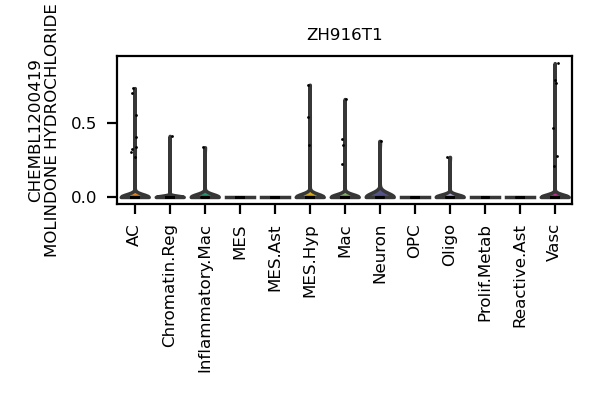 ZH916T1
CHEMBL1200419
MOLINDONE HYDROCHLORIDE
0.5
0.0
AC
Chromatin.Reg
Inflammatory.Mac
MES
MES.Ast
MES.Hyp
Mac
Neuron
OPC
Oligo
Prolif.Metab
Reactive.Ast
Vasc